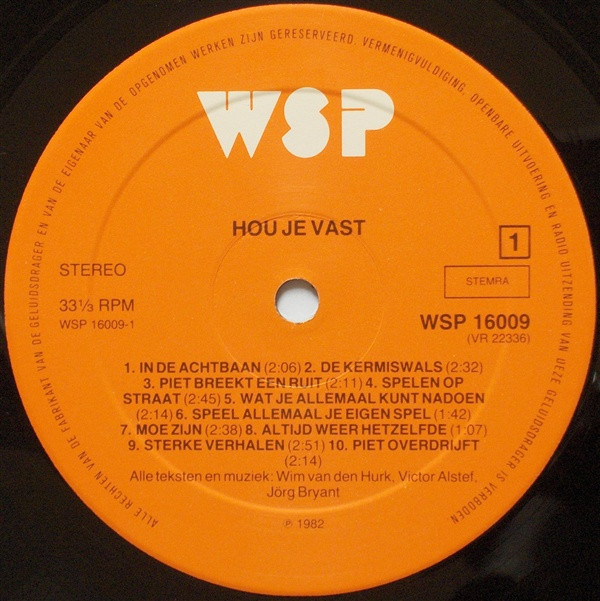 ALLE RECHTEN VAN DE FABRIKANT VAN DE GELUIDSDRAGER EN VAN DE EIGENAAR VAN DE OPGENOMEN WERKEN ZIJN GERESERVEERD. VERMENIGVULDIGING, OPENBARE UITVOERING EN RADIO UITZENDING VAN DEZE GELUIDSDRAGER IS VERBODEN
WSP
HOU JE VAST
1
STEREO
STEMRA
33⅓ RPM
WSP 16009-1
WSP 16009
(VR 22336)
1. IN DE ACHTBAAN (2:06) 2. DE KERMISWALS (2:32)
3. PIET BREEKT EEN RUIT (2:11) 4. SPELEN OP
STRAAT (2:45) 5. WAT JE ALLEMAAL KUNT NADOEN
(2:14) 6. SPEEL ALLEMAAL JE EIGEN SPEL (1:42)
7. MOE ZIJN (2:38) 8. ALTIJD WEER HETZELFDE (1:07)
9. STERKE VERHALEN (2:51) 10. PIET OVERDRIJFT
(2:14)
Alle teksten en muziek: Wim van den Hurk, Victor Alstef,
Jörg Bryant
℗ 1982